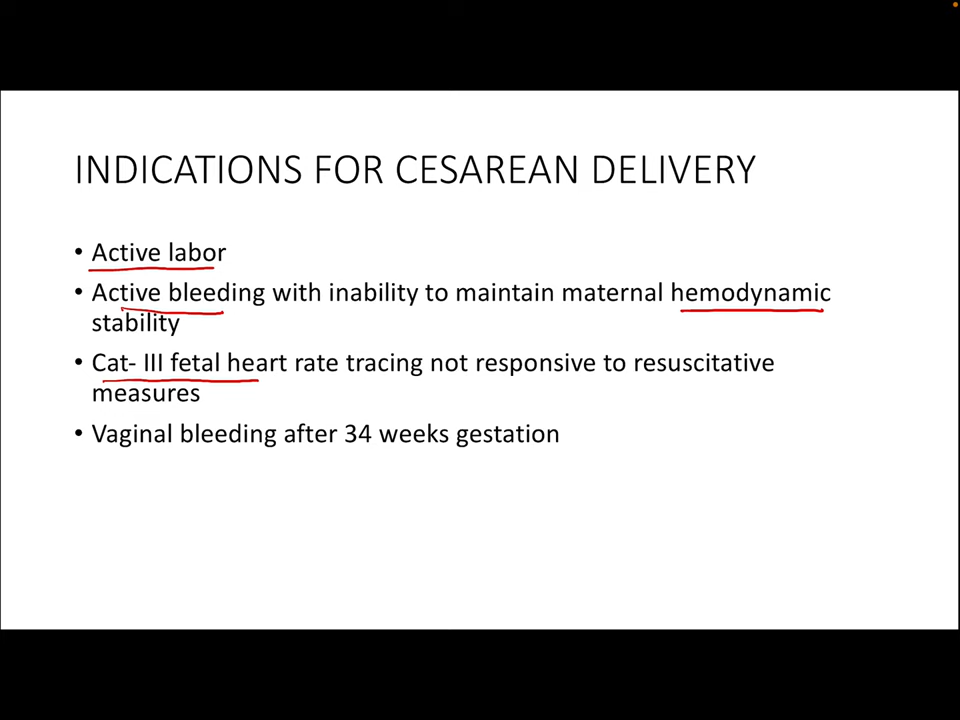 INDICATIONS FOR CESAREAN DELIVERY
• Active labor
• Active bleeding with inability to maintain maternal hemodynamic
stability
• Cat- III fetal heart rate tracing not responsive to resuscitative
measures
• Vaginal bleeding after 34 weeks gestation